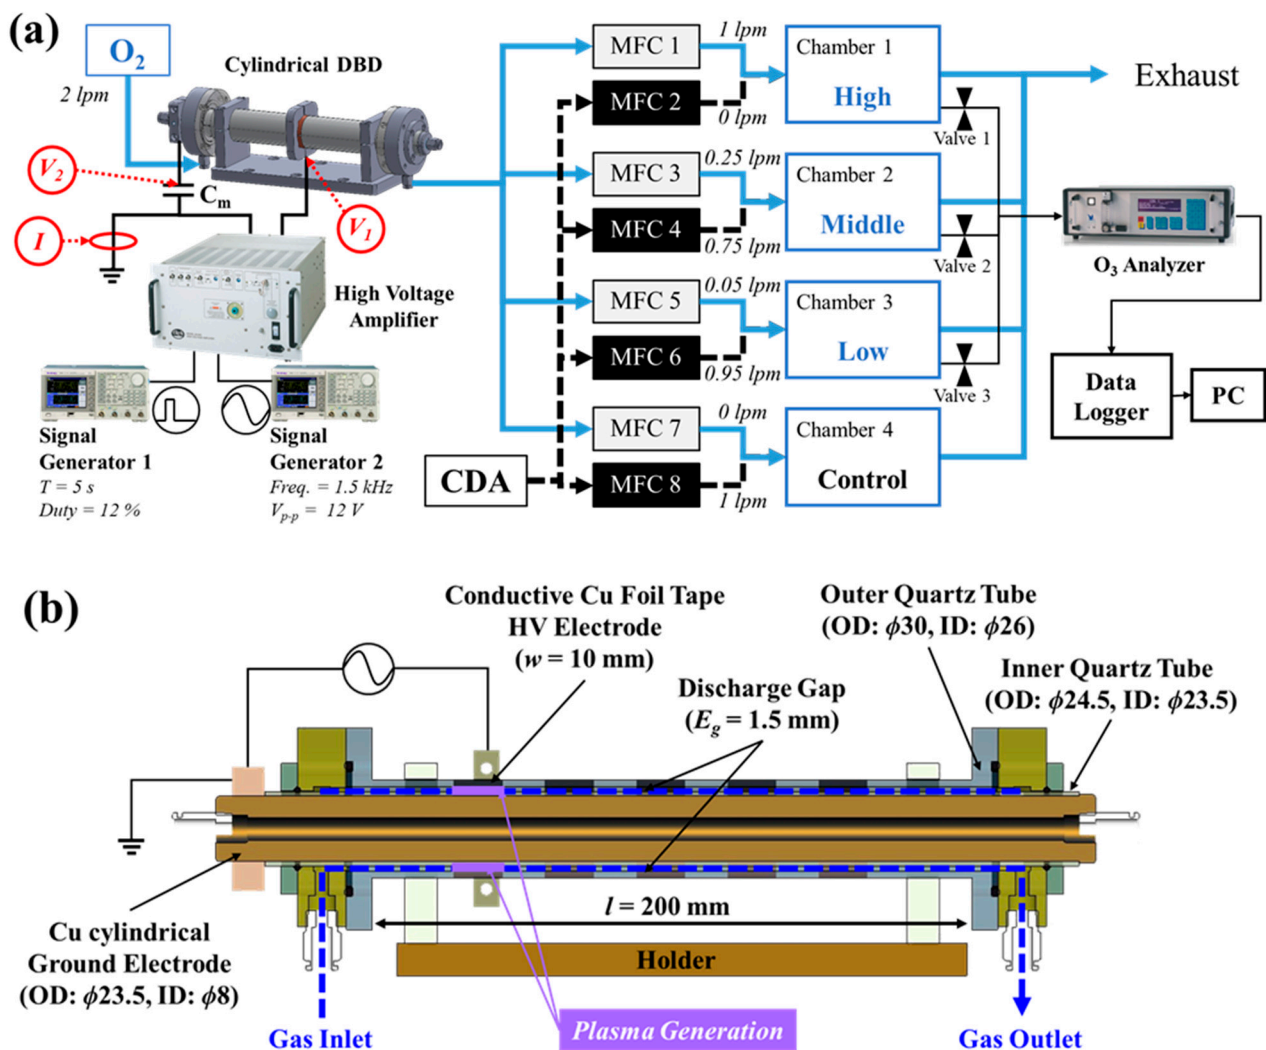 (a)
O2
2 lpm
Cylindrical DBD
V2
Cm
I
V1
High Voltage
Amplifier
Signal
Generator 1
T = 5 s
Duty = 12 %
Signal
Generator 2
Freq. = 1.5 kHz
Vp-p = 12 V
CDA
MFC 1
1 lpm
MFC 2
0 lpm
Chamber 1
High
Valve 1
MFC 3
0.25 lpm
MFC 4
0.75 lpm
Chamber 2
Middle
Valve 2
MFC 5
0.05 lpm
MFC 6
0.95 lpm
Chamber 3
Low
Valve 3
MFC 7
0 lpm
MFC 8
1 lpm
Chamber 4
Control
Exhaust
O3 Analyzer
Data
Logger
PC
(b)
Conductive Cu Foil Tape
HV Electrode
(w = 10 mm)
Discharge Gap
(Eg = 1.5 mm)
Outer Quartz Tube
(OD: ϕ30, ID: ϕ26)
Inner Quartz Tube
(OD: ϕ24.5, ID: ϕ23.5)
l = 200 mm
Holder
Cu cylindrical
Ground Electrode
(OD: ϕ23.5, ID: ϕ8)
Gas Inlet
Plasma Generation
Gas Outlet